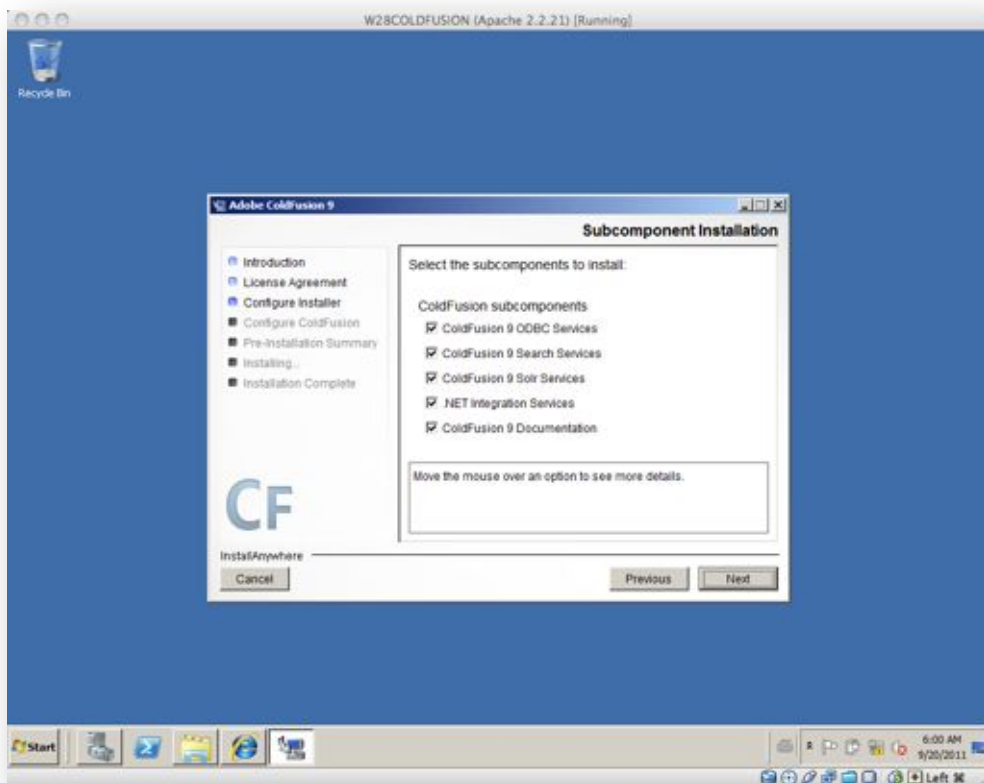 W28COLDFUSION (Apache 2.2.21) [Running]
Recycle Bin
Adobe ColdFusion 9
Subcomponent Installation
Introduction
License Agreement
Configure Installer
Configure ColdFusion
Pre-Installation Summary
Installing...
Installation Complete
Select the subcomponents to install:
ColdFusion subcomponents
ColdFusion 9 ODBC Services
ColdFusion 9 Search Services
ColdFusion 9 Solr Services
.NET Integration Services
ColdFusion 9 Documentation
Move the mouse over an option to see more details.
CF
InstallAnywhere
Cancel
Previous
Next
Start
6:00 AM
9/20/2011
Left ⌘